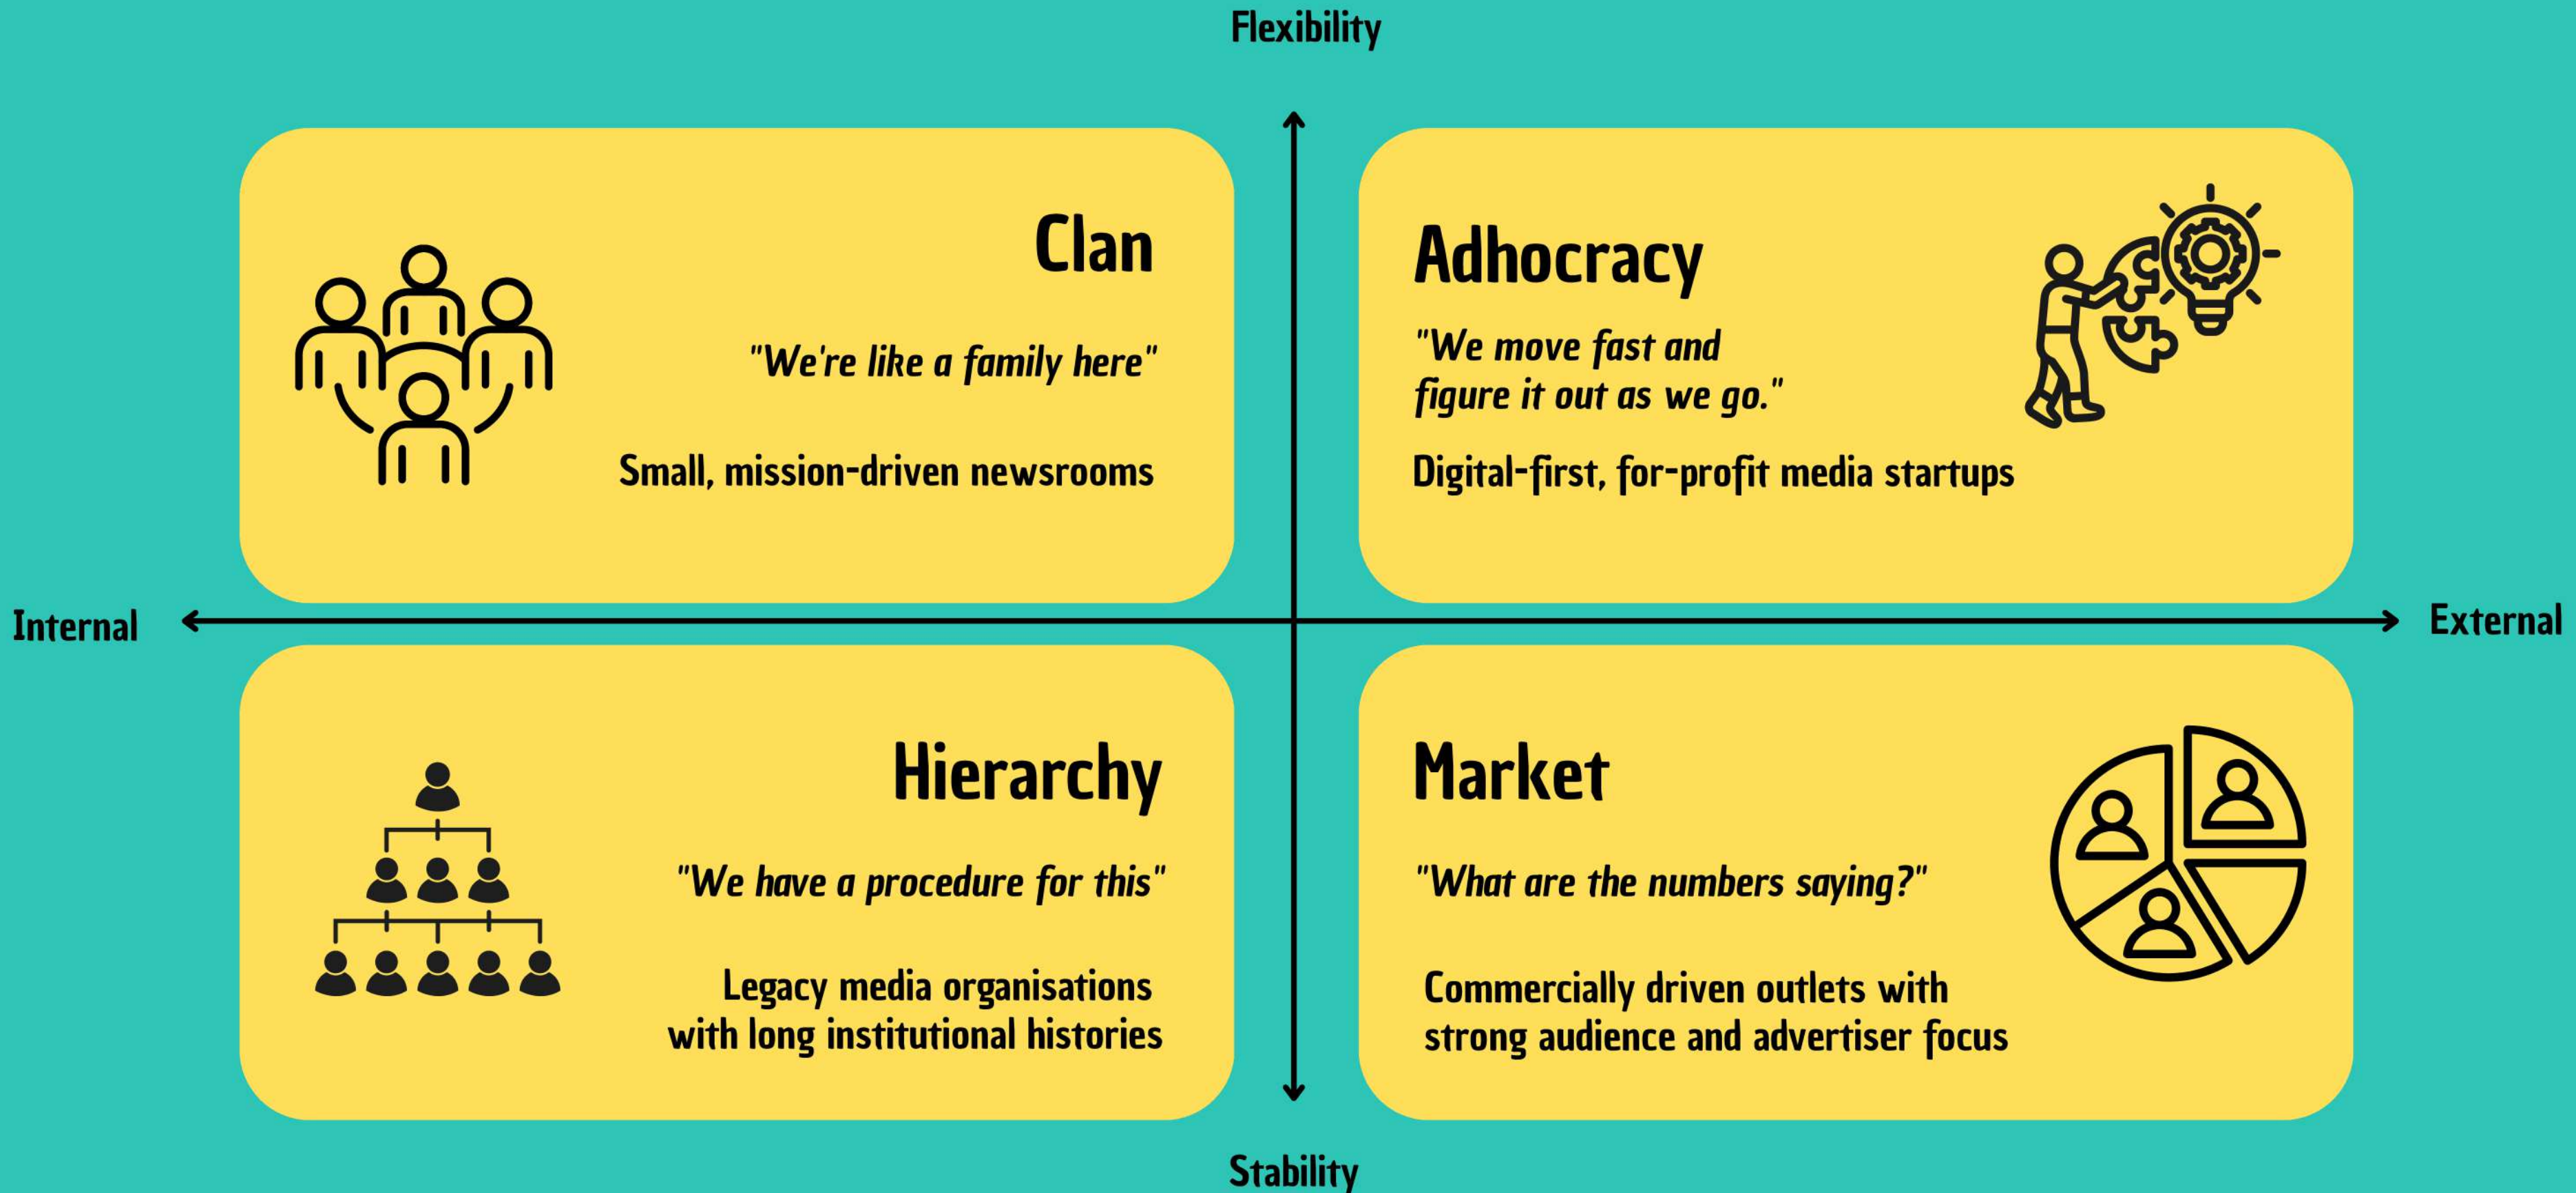 Flexibility
Clan
"We're like a family here"
Small, mission-driven newsrooms
Adhocracy
"We move fast and
figure it out as we go."
Digital-first, for-profit media startups
Internal
External
Hierarchy
"We have a procedure for this"
Legacy media organisations
with long institutional histories
Market
"What are the numbers saying?"
Commercially driven outlets with
strong audience and advertiser focus
Stability